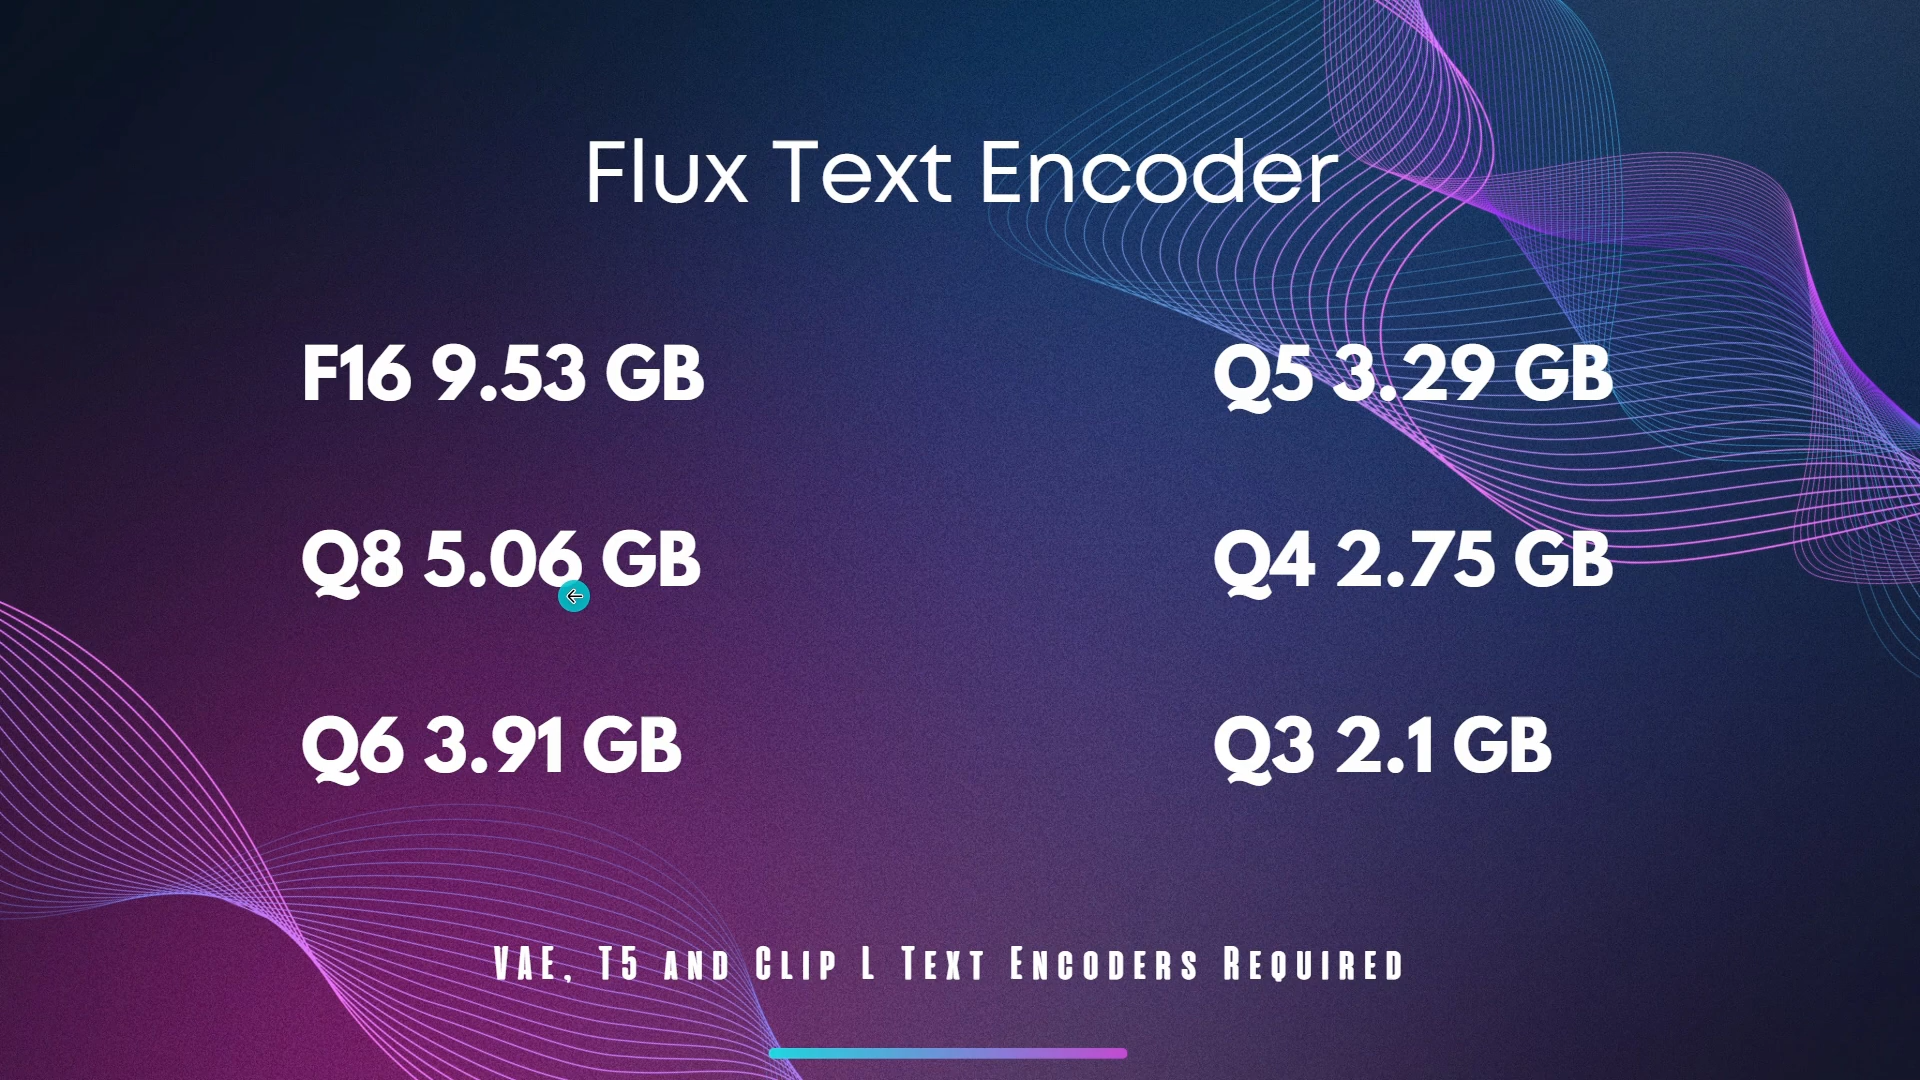 Flux Text Encoder
F16 9.53 GB
Q8 5.06 GB
Q6 3.91 GB
Q5 3.29 GB
Q4 2.75 GB
Q3 2.1 GB
VAE, T5 and Clip L Text Encoders Required